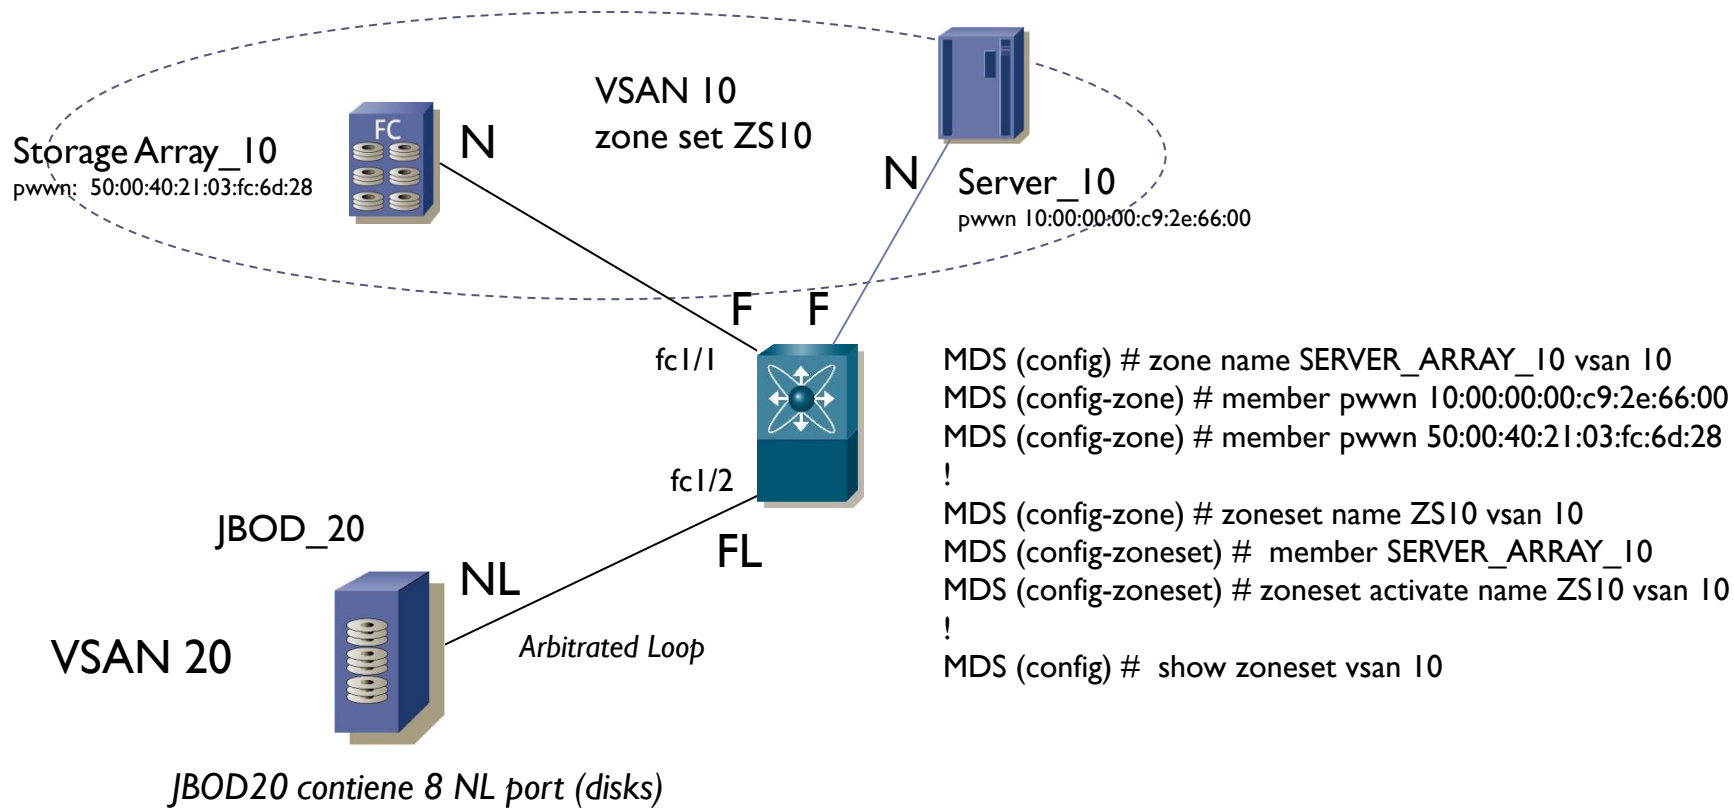 VSAN 10
zone set ZS10
FC
N
Storage Array_10
pwwn:  50:00:40:21:03:fc:6d:28
N
Server_10
pwwn 10:00:00:00:c9:2e:66:00
F
F
fc1/1
fc1/2
FL
JBOD_20
NL
Arbitrated Loop
VSAN 20
JBOD20 contiene 8 NL port (disks)
MDS (config) # zone name SERVER_ARRAY_10 vsan 10
MDS (config-zone) # member pwwn 10:00:00:00:c9:2e:66:00
MDS (config-zone) # member pwwn 50:00:40:21:03:fc:6d:28
!
MDS (config-zone) # zoneset name ZS10 vsan 10
MDS (config-zoneset) #  member SERVER_ARRAY_10
MDS (config-zoneset) # zoneset activate name ZS10 vsan 10
!
MDS (config) #  show zoneset vsan 10